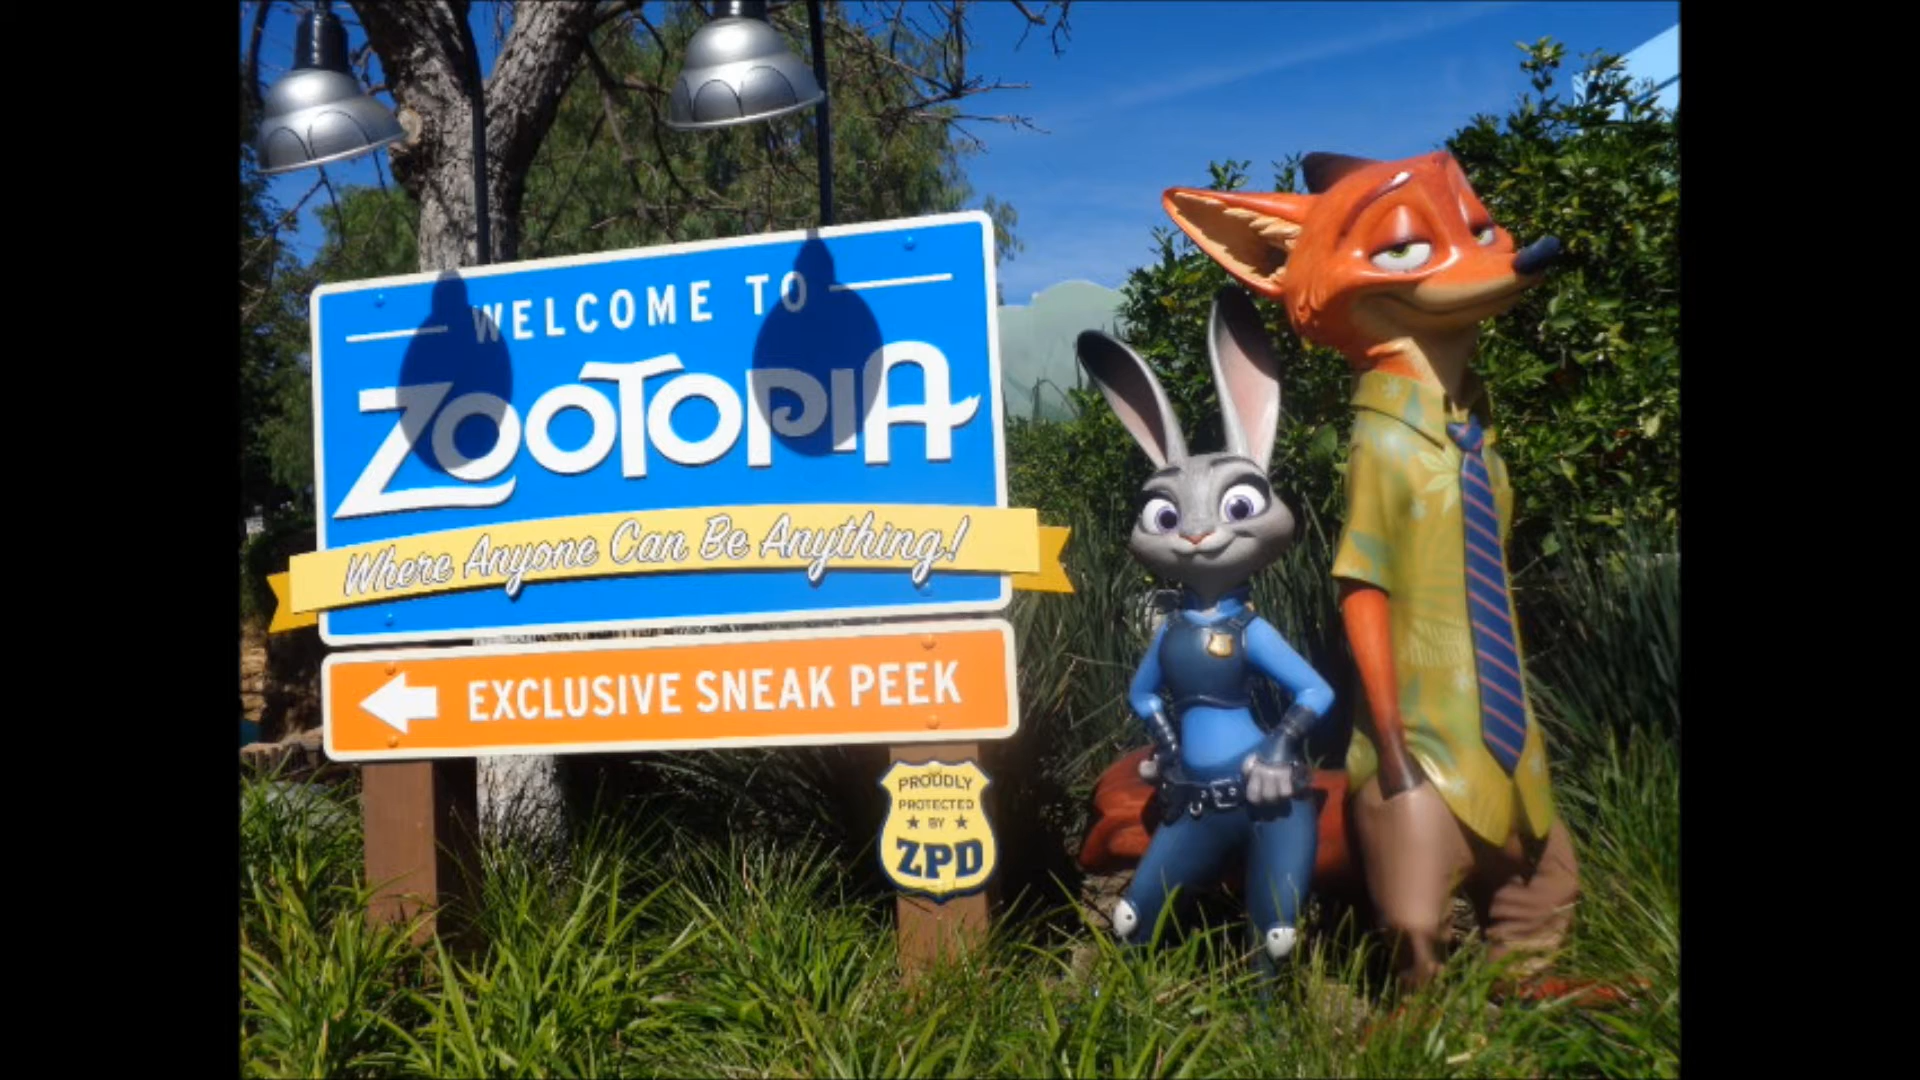 WELCOME TO
ZOOTOPIA
Where Anyone Can Be Anything!
EXCLUSIVE SNEAK PEEK
PROUDLY
PROTECTED
BY
ZPD